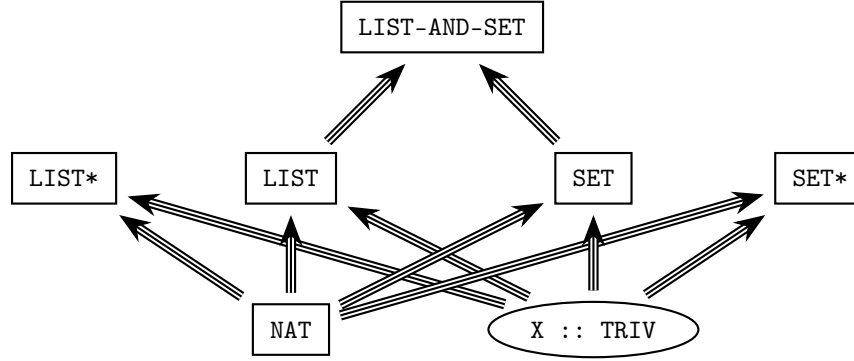 LIST-AND-SET
LIST* LIST SET SET*
NAT X :: TRIV